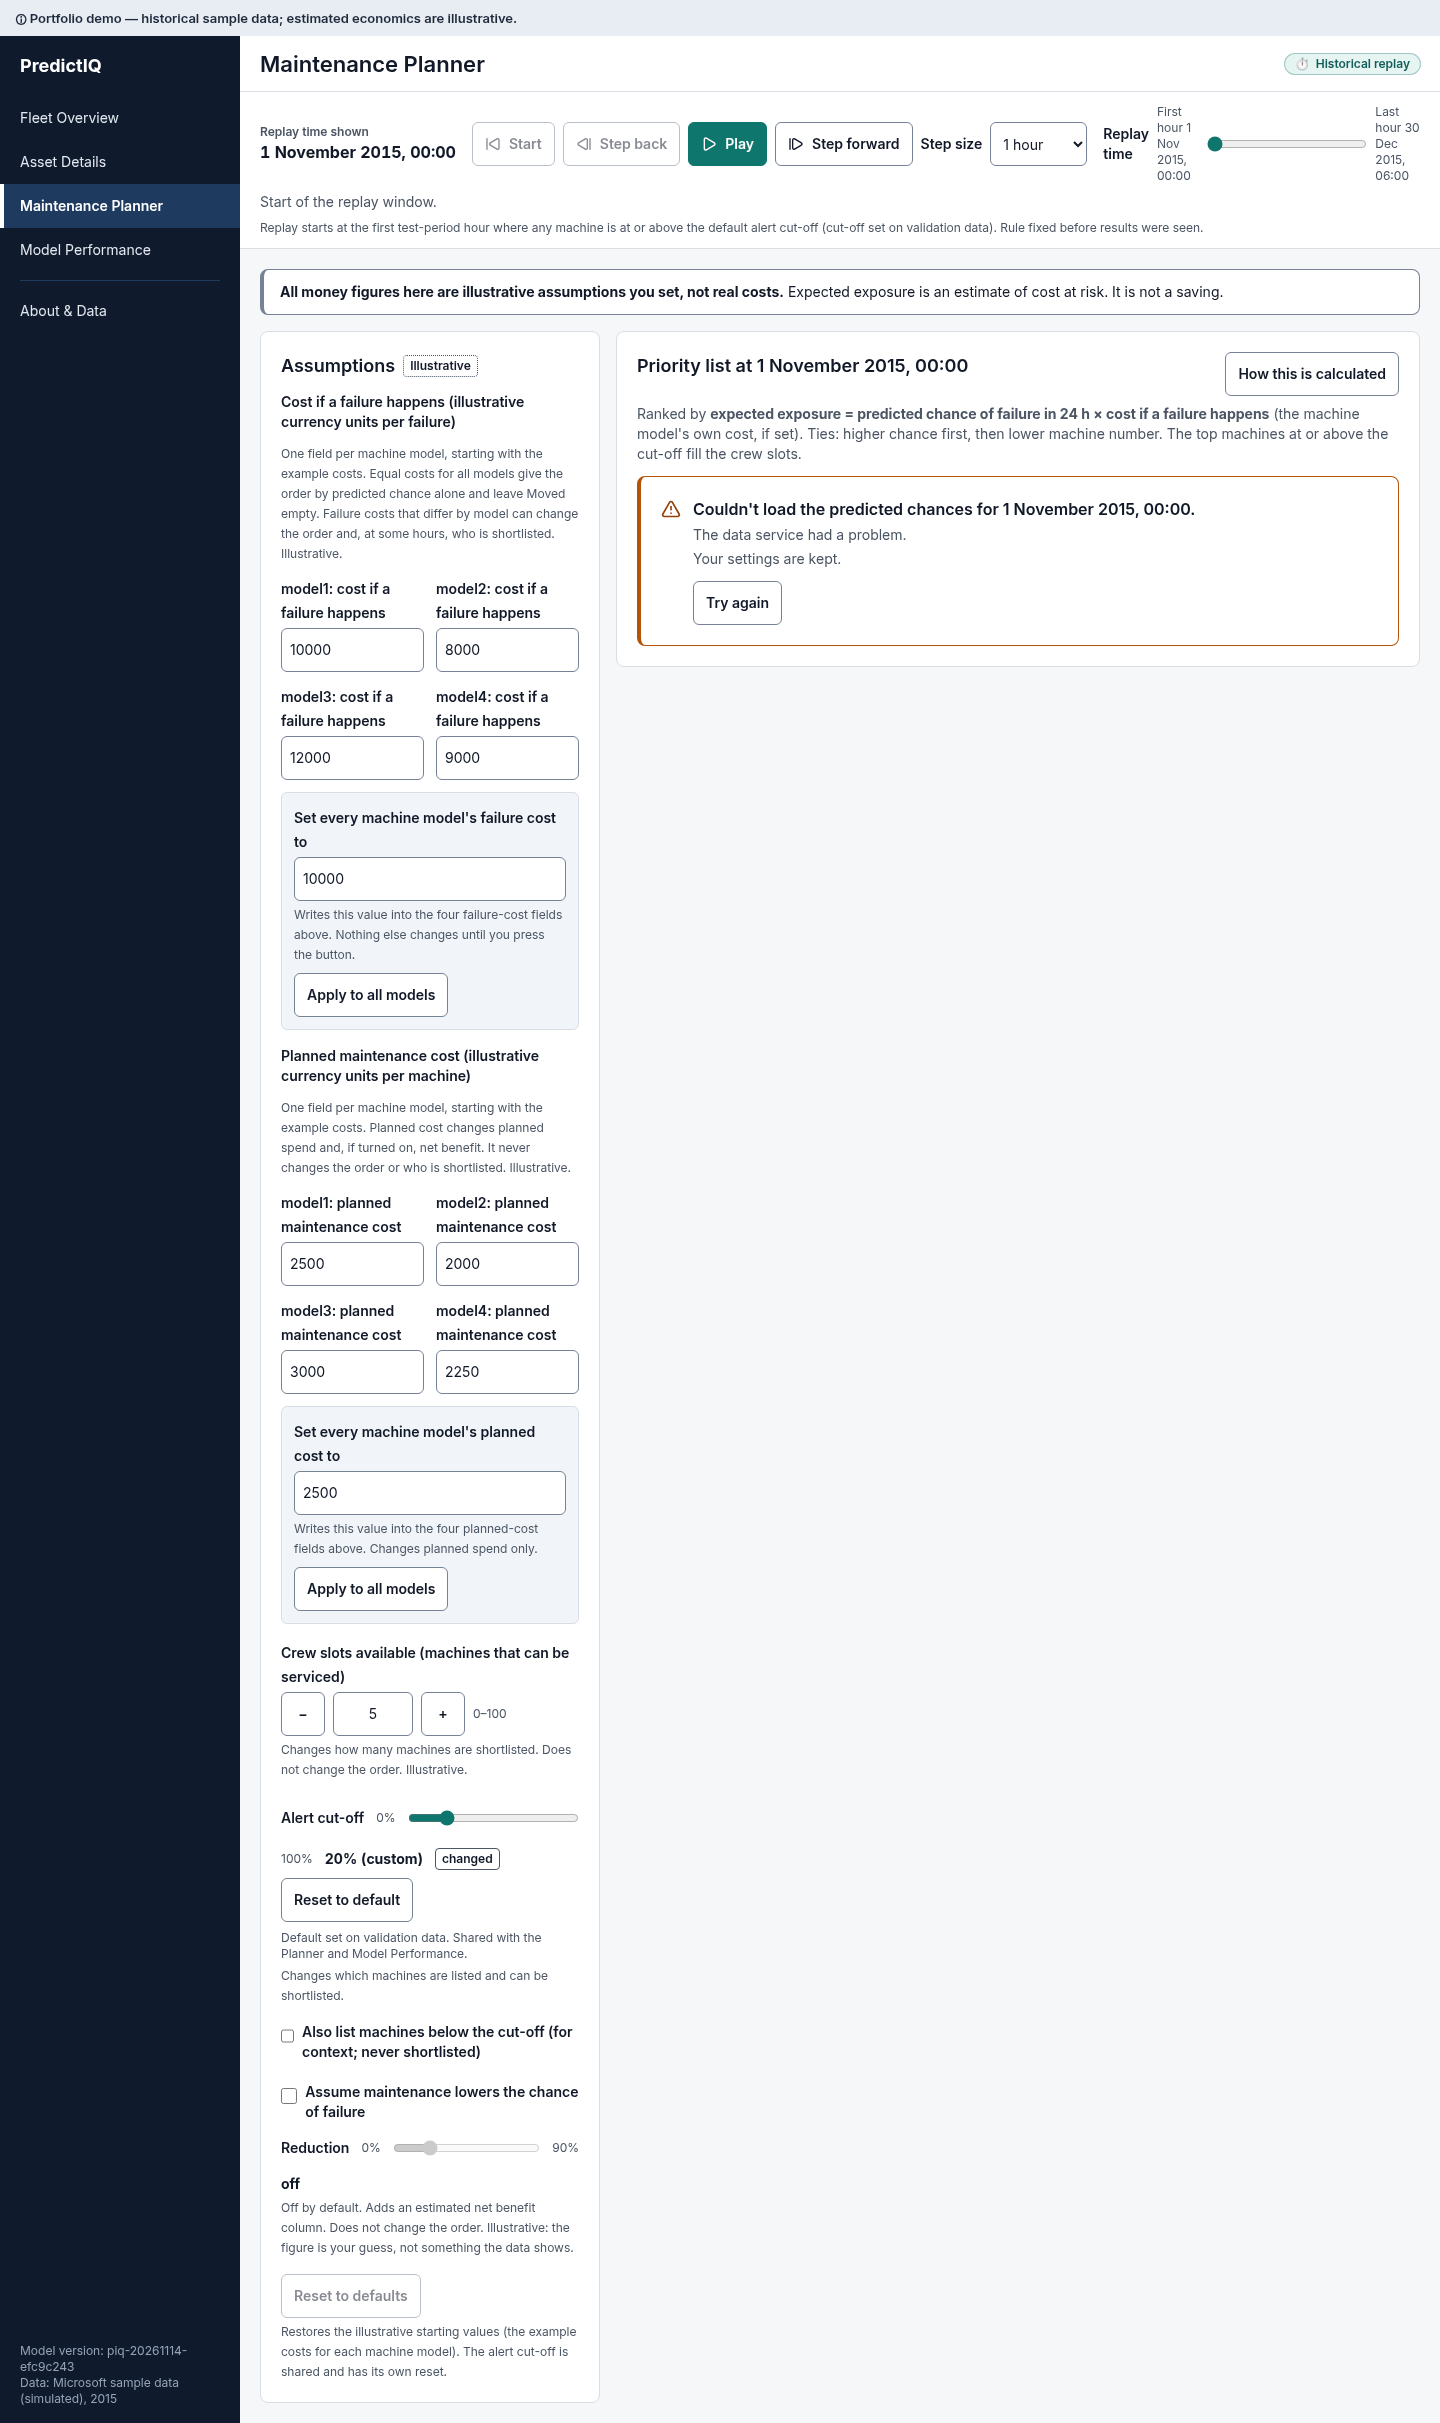 Portfolio demo — historical sample data; estimated economics are illustrative.
PredictIQ
Fleet Overview
Asset Details
Maintenance Planner
Model Performance
About & Data
Model version: piq-20261114-
efc9c243
Data: Microsoft sample data
(simulated), 2015
Maintenance Planner
Historical replay
Replay time shown
1 November 2015, 00:00
Start
Step back
Play
Step forward
Step size
1 hour
Replay
time
First
hour 1
Nov
2015,
00:00
Last
hour 30
Dec
2015,
06:00
Start of the replay window.
Replay starts at the first test-period hour where any machine is at or above the default alert cut-off (cut-off set on validation data). Rule fixed before results were seen.
All money figures here are illustrative assumptions you set, not real costs. Expected exposure is an estimate of cost at risk. It is not a saving.
Assumptions
Illustrative
Cost if a failure happens (illustrative
currency units per failure)
One field per machine model, starting with the
example costs. Equal costs for all models give the
order by predicted chance alone and leave Moved
empty. Failure costs that differ by model can change
the order and, at some hours, who is shortlisted.
Illustrative.
model1: cost if a
failure happens
10000
model2: cost if a
failure happens
8000
model3: cost if a
failure happens
12000
model4: cost if a
failure happens
9000
Set every machine model's failure cost
to
10000
Writes this value into the four failure-cost fields
above. Nothing else changes until you press
the button.
Apply to all models
Planned maintenance cost (illustrative
currency units per machine)
One field per machine model, starting with the
example costs. Planned cost changes planned
spend and, if turned on, net benefit. It never
changes the order or who is shortlisted. Illustrative.
model1: planned
maintenance cost
2500
model2: planned
maintenance cost
2000
model3: planned
maintenance cost
3000
model4: planned
maintenance cost
2250
Set every machine model's planned
cost to
2500
Writes this value into the four planned-cost
fields above. Changes planned spend only.
Apply to all models
Crew slots available (machines that can be
serviced)
−
5
+
0–100
Changes how many machines are shortlisted. Does
not change the order. Illustrative.
Alert cut-off
0%
100%
20% (custom)
changed
Reset to default
Default set on validation data. Shared with the
Planner and Model Performance.
Changes which machines are listed and can be
shortlisted.
Also list machines below the cut-off (for
context; never shortlisted)
Assume maintenance lowers the chance
of failure
Reduction
0%
90%
off
Off by default. Adds an estimated net benefit
column. Does not change the order. Illustrative: the
figure is your guess, not something the data shows.
Reset to defaults
Restores the illustrative starting values (the example
costs for each machine model). The alert cut-off is
shared and has its own reset.
Priority list at 1 November 2015, 00:00
How this is calculated
Ranked by expected exposure = predicted chance of failure in 24 h × cost if a failure happens (the machine
model's own cost, if set). Ties: higher chance first, then lower machine number. The top machines at or above the
cut-off fill the crew slots.
Couldn't load the predicted chances for 1 November 2015, 00:00.
The data service had a problem.
Your settings are kept.
Try again